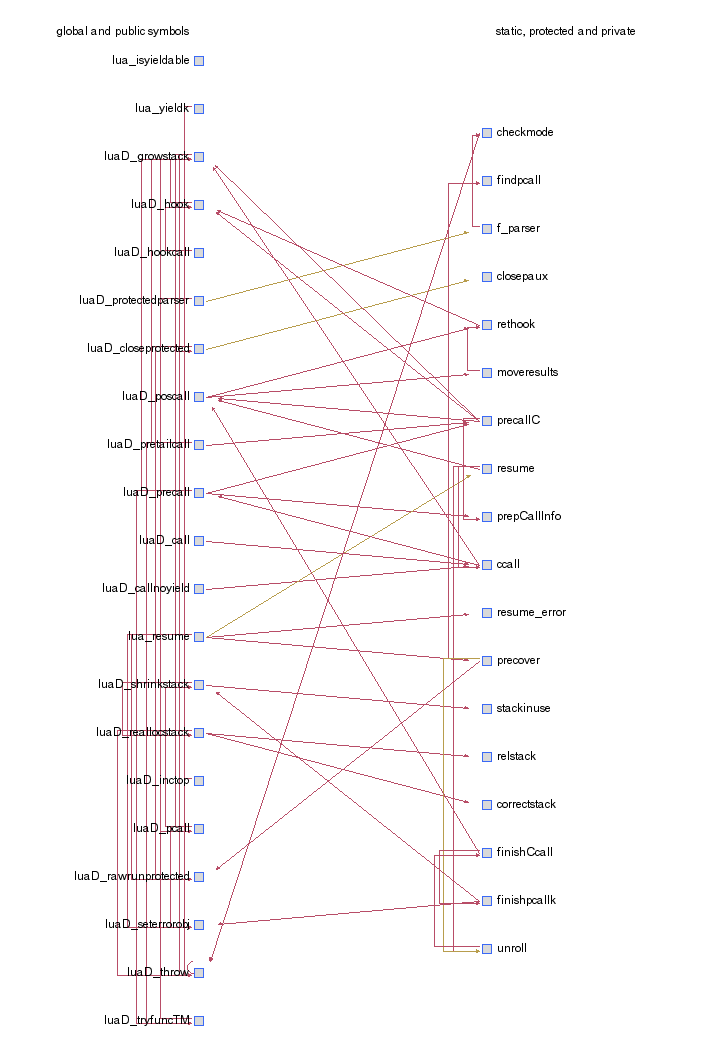 global and public symbols
static, protected and private
lua_isyieldable
lua_yieldk
checkmode
luaD_growstack
findpcall
luaD_hook
f_parser
luaD_hookcall
closepaux
luaD_protectedparser
rethook
luaD_closeprotected
moveresults
luaD_poscall
precallC
luaD_pretailcall
resume
luaD_precall
prepCallInfo
luaD_call
ccall
luaD_callnoyield
resume_error
lua_resume
precover
luaD_shrinkstack
stackinuse
luaD_reallocstack
relstack
luaD_inctop
correctstack
luaD_pcall
finishCcall
luaD_rawrunprotected
finishpcallk
luaD_seterrorobj
unroll
luaD_throw
luaD_tryfuncTM